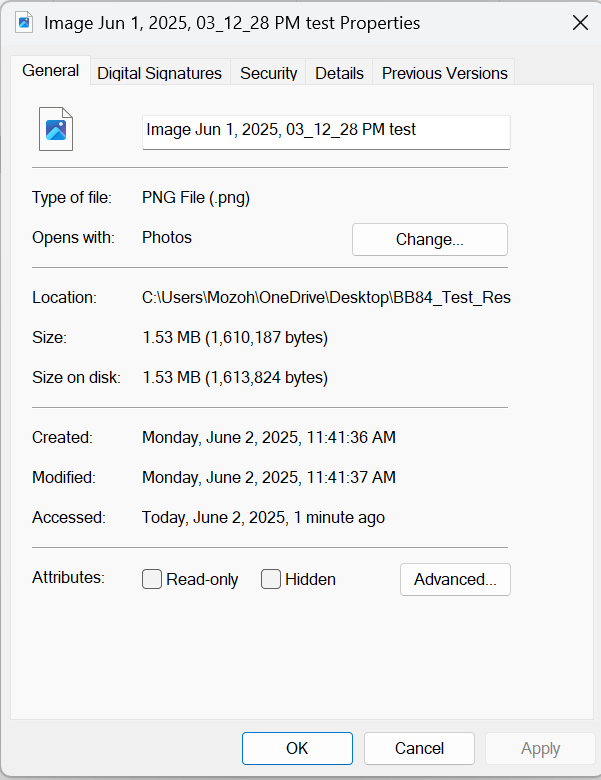 Image Jun 1, 2025, 03_12_28 PM test Properties
General Digital Signatures Security Details Previous Versions
Image Jun 1, 2025, 03_12_28 PM test
Type of file: PNG File (.png)
Opens with: Photos Change...
Location: C:\Users\Mozoh\OneDrive\Desktop\BB84_Test_Res
Size: 1.53 MB (1,610,187 bytes)
Size on disk: 1.53 MB (1,613,824 bytes)
Created: Monday, June 2, 2025, 11:41:36 AM
Modified: Monday, June 2, 2025, 11:41:37 AM
Accessed: Today, June 2, 2025, 1 minute ago
Attributes: Read-only Hidden Advanced...
OK Cancel Apply